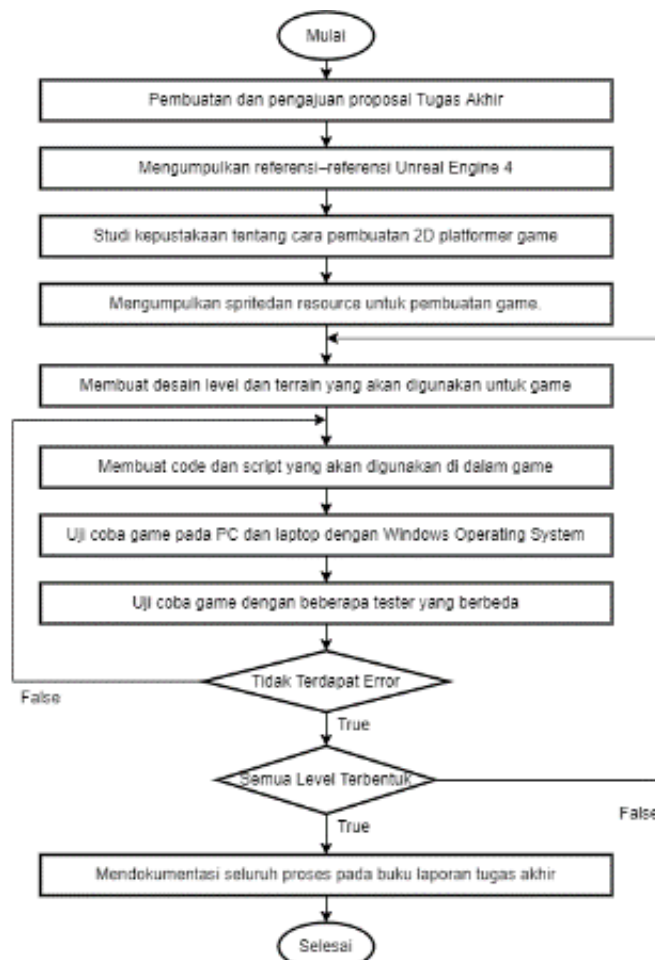 Mulai
Pembuatan dan pengajuan proposal Tugas Akhir
Mengumpulkan referensi–referensi Unreal Engine 4
Studi kepustakaan tentang cara pembuatan 2D platformer game
Mengumpulkan spritedan resource untuk pembuatan game.
Membuat desain level dan terrain yang akan digunakan untuk game
Membuat code dan script yang akan digunakan di dalam game
Uji coba game pada PC dan laptop dengan Windows Operating System
Uji coba game dengan beberapa tester yang berbeda
Tidak Terdapat Error
False
True
Semua Level Terbentuk
False
True
Mendokumentasi seluruh proses pada buku laporan tugas akhir
Selesai